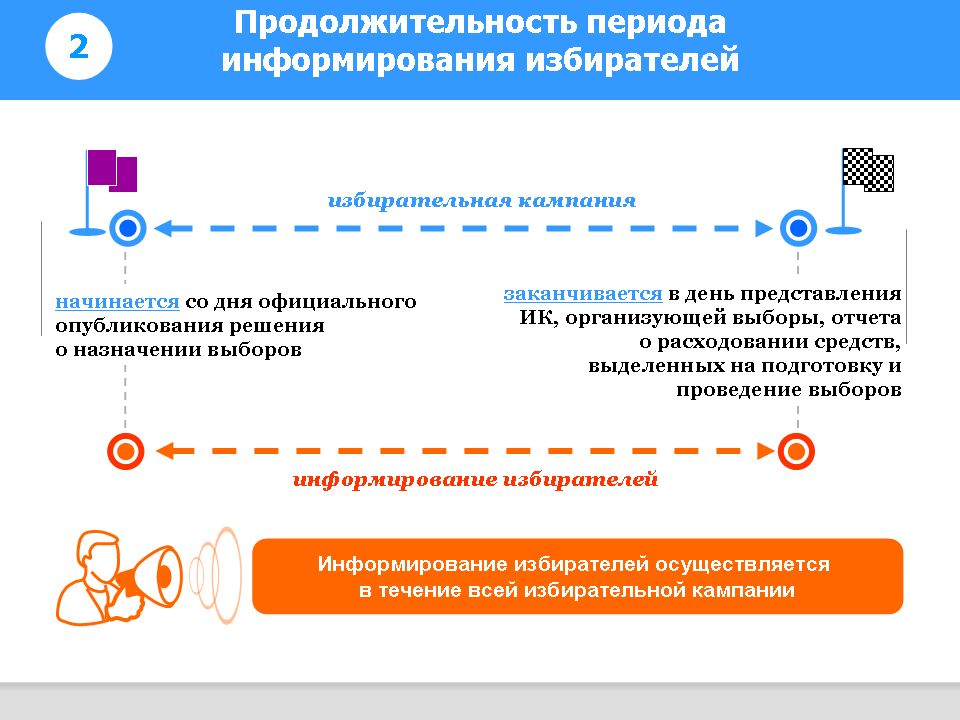 2
Продолжительность периода
информирования избирателей
избирательная кампания
начинается со дня официального
опубликования решения
о назначении выборов
заканчивается в день представления
ИК, организующей выборы, отчета
о расходовании средств,
выделенных на подготовку и
проведение выборов
информирование избирателей
Информирование избирателей осуществляется
в течение всей избирательной кампании